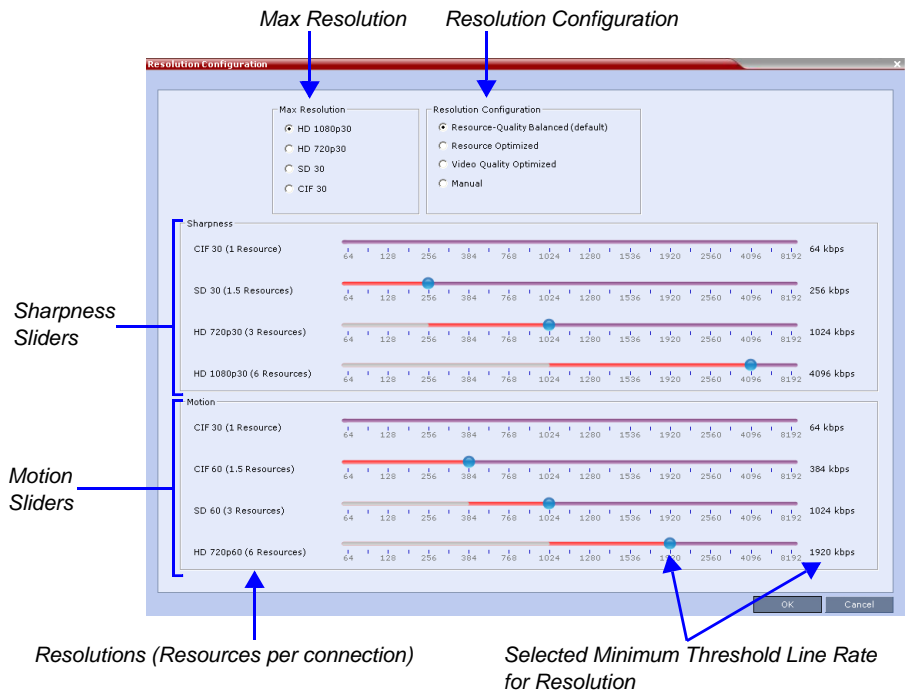 Max Resolution
Resolution Configuration
Resolution Configuration
Max Resolution
HD 1080p30
HD 720p30
SD 30
CIF 30
Resolution Configuration
Resource-Quality Balanced (default)
Resource Optimized
Video Quality Optimized
Manual
Sharpness Sliders
Sharpness
CIF 30 (1 Resource)
64 128 256 384 768 1024 1280 1536 1920 2560 4096 8192
64 kbps
SD 30 (1.5 Resources)
64 128 256 384 768 1024 1280 1536 1920 2560 4096 8192
256 kbps
HD 720p30 (3 Resources)
64 128 256 384 768 1024 1280 1536 1920 2560 4096 8192
1024 kbps
HD 1080p30 (6 Resources)
64 128 256 384 768 1024 1280 1536 1920 2560 4096 8192
4096 kbps
Motion Sliders
Motion
CIF 30 (1 Resource)
64 128 256 384 768 1024 1280 1536 1920 2560 4096 8192
64 kbps
CIF 60 (1.5 Resources)
64 128 256 384 768 1024 1280 1536 1920 2560 4096 8192
384 kbps
SD 60 (3 Resources)
64 128 256 384 768 1024 1280 1536 1920 2560 4096 8192
1024 kbps
HD 720p60 (6 Resources)
64 128 256 384 768 1024 1280 1536 1920 2560 4096 8192
1920 kbps
OK
Cancel
Resolutions (Resources per connection)
Selected Minimum Threshold Line Rate
for Resolution